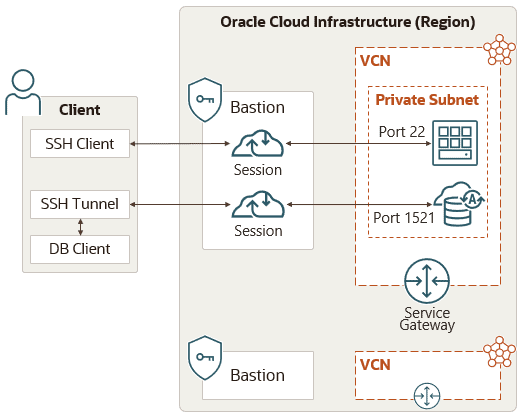 Oracle Cloud Infrastructure (Region)
VCN
Client
Bastion
Private Subnet
SSH Client
Session
Port 22
SSH Tunnel
DB Client
Session
Port 1521
A
Service
Gateway
Bastion
VCN